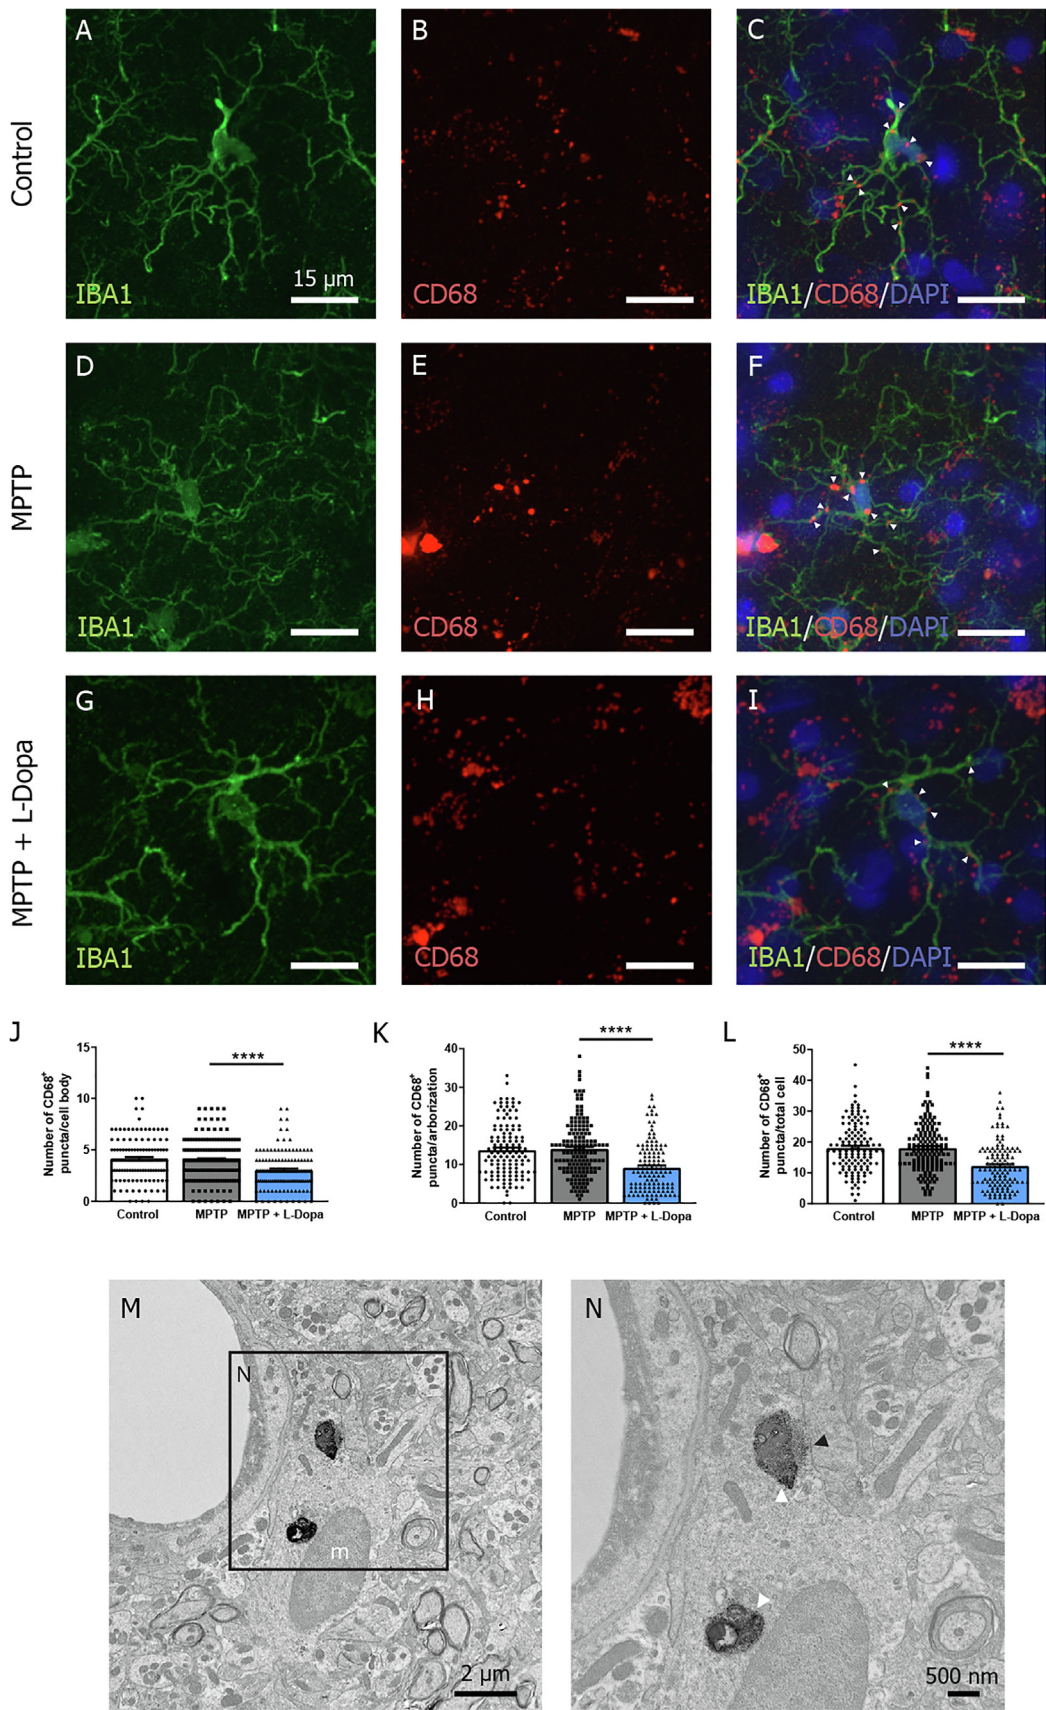 A
B
C
Control
15 µm
IBA1
CD68
IBA1/CD68/DAPI
D
E
F
MPTP
IBA1
CD68
IBA1/CD68/DAPI
G
H
I
MPTP + L-Dopa
IBA1
CD68
IBA1/CD68/DAPI
J
Number of CD68+
puncta/cell body
15
10
5
0
****
Control
MPTP
MPTP + L-Dopa
K
Number of CD68+
puncta/arborization
40
30
20
10
0
****
Control
MPTP
MPTP + L-Dopa
L
Number of CD68+
puncta/total cell
50
40
30
20
10
0
****
Control
MPTP
MPTP + L-Dopa
M
N
m
2 µm
N
500 nm